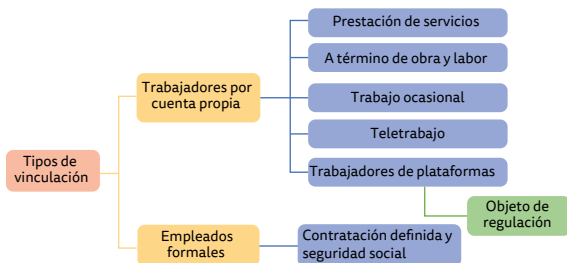 Tipos de
vinculación
Trabajadores por
cuenta propia
Prestación de servicios
A término de obra y labor
Trabajo ocasional
Teletrabajo
Trabajadores de plataformas
Objeto de
regulación
Empleados
formales
Contratación definida y
seguridad social